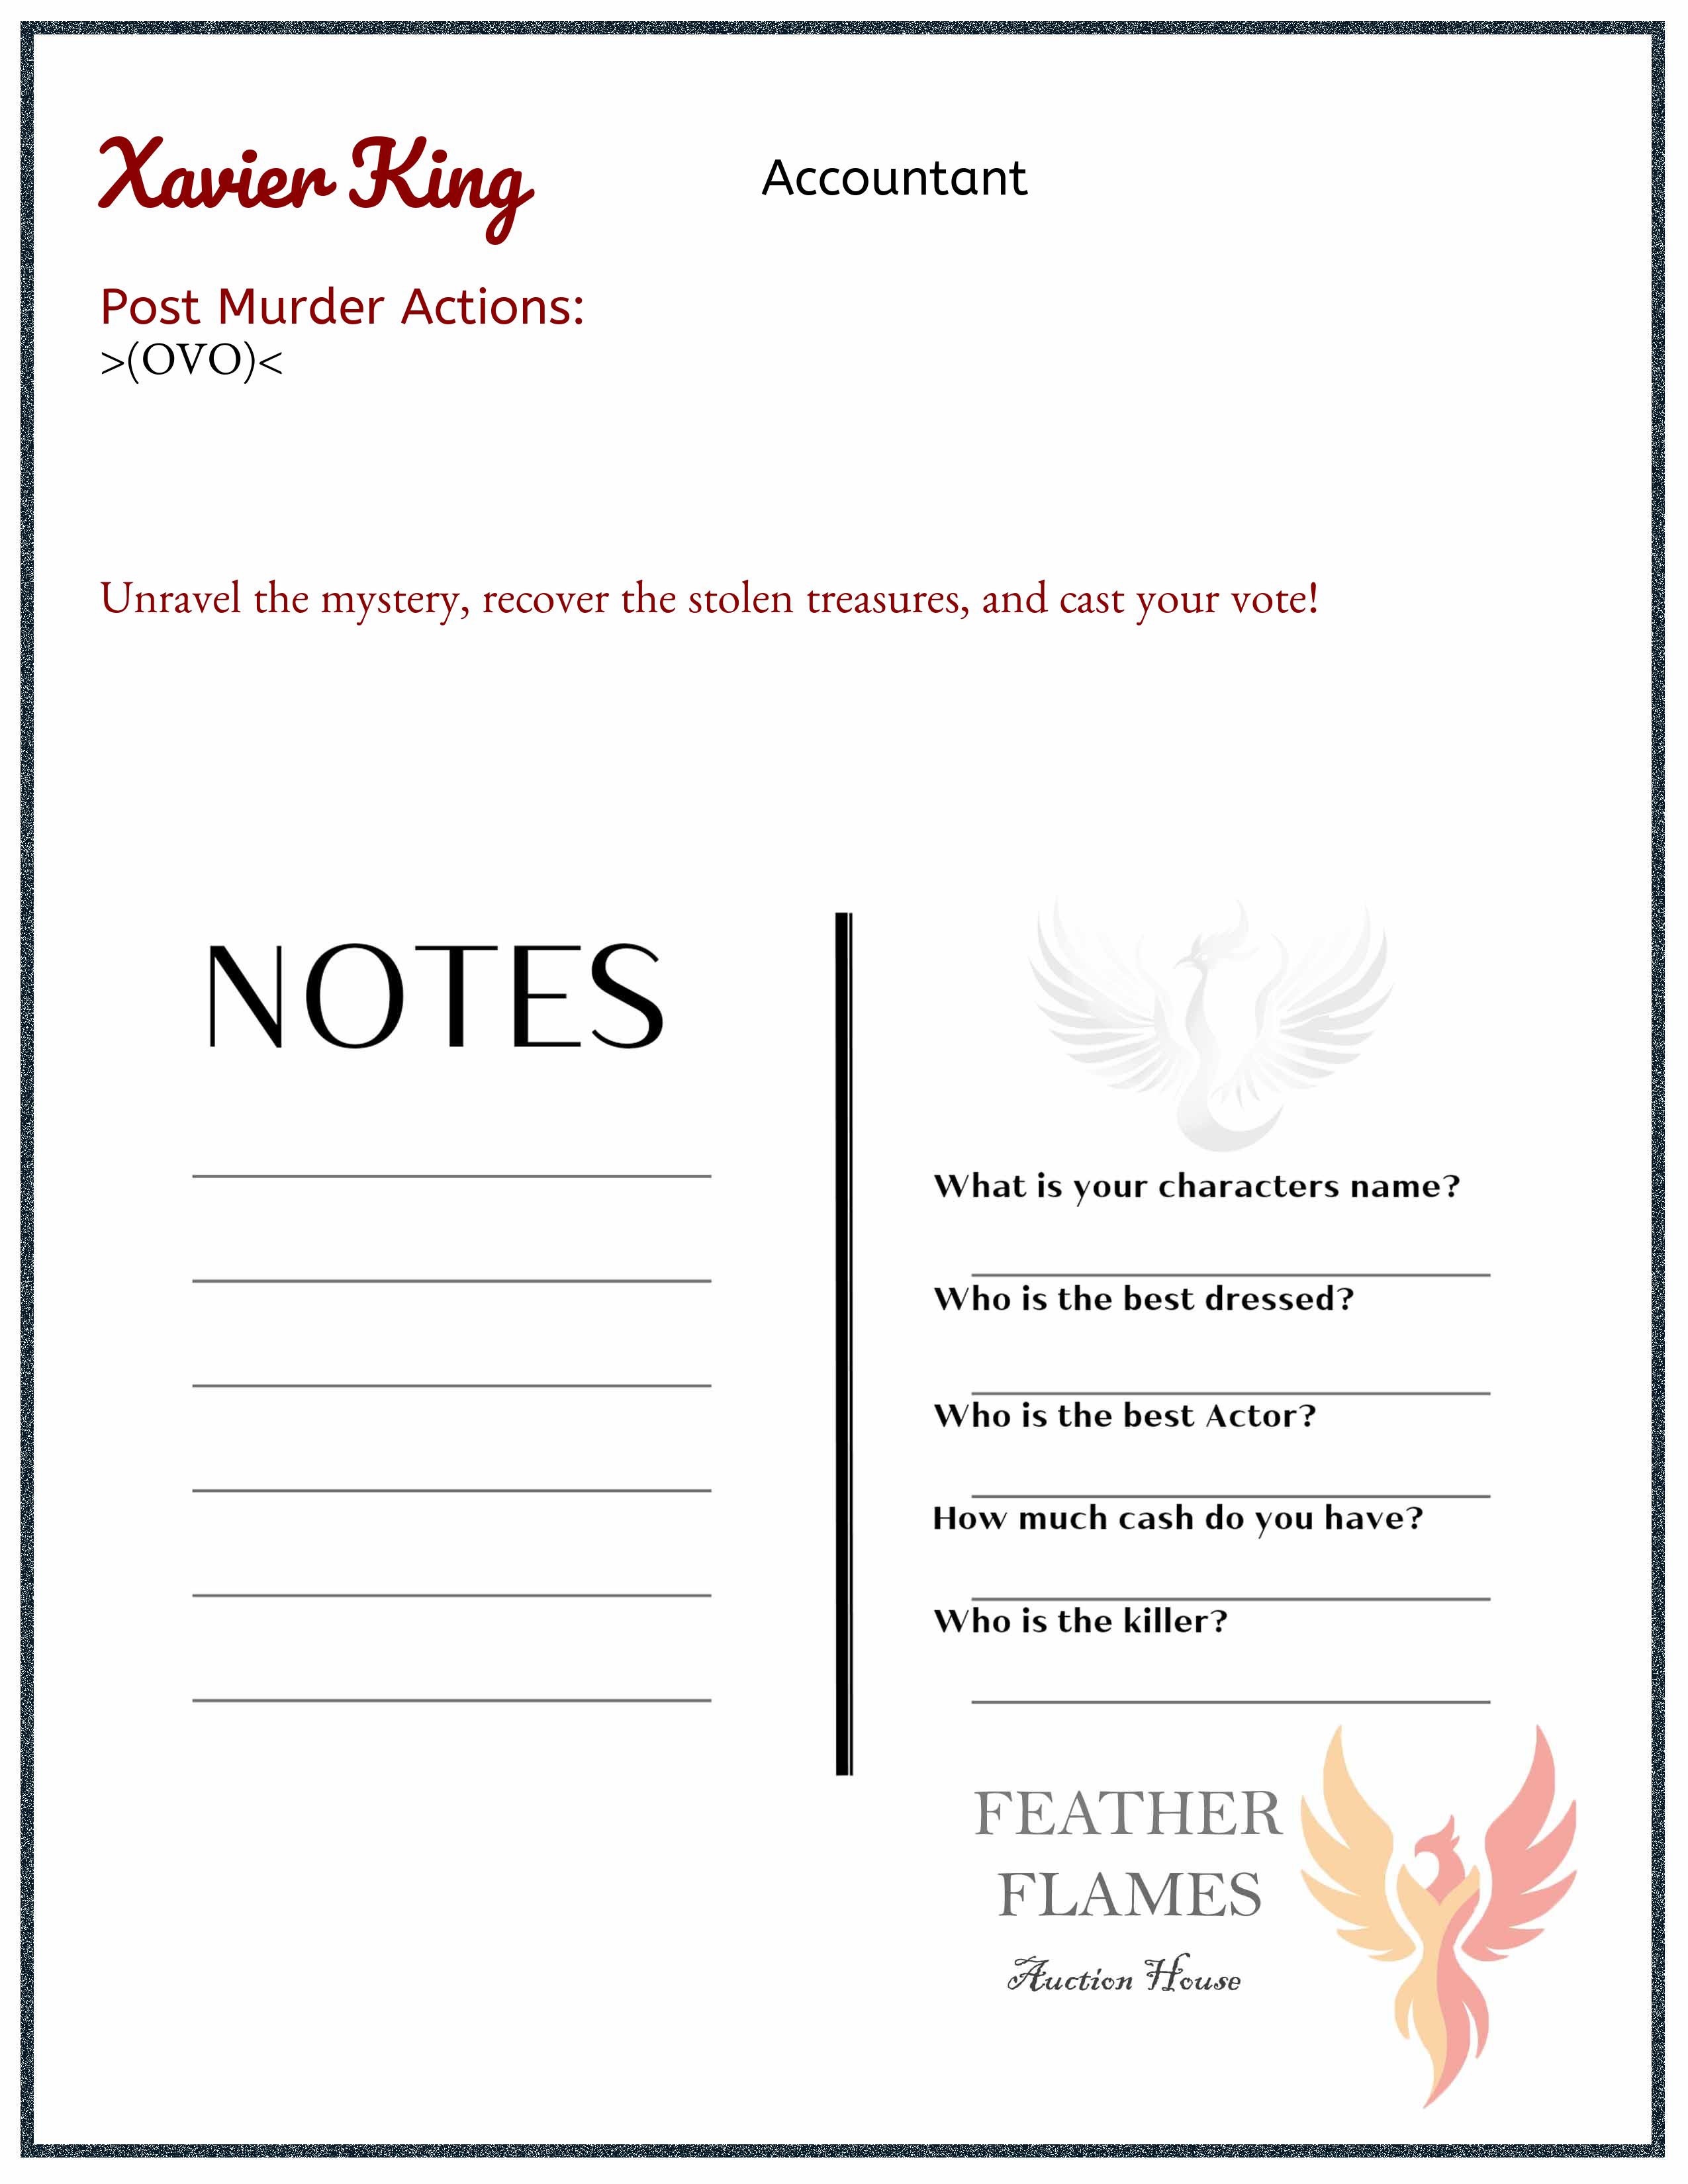 Xavier King
Accountant
Post Murder Actions:
>(OVO)<
Unravel the mystery, recover the stolen treasures, and cast your vote!
NOTES
What is your characters name?
Who is the best dressed?
Who is the best Actor?
How much cash do you have?
Who is the killer?
FEATHER
FLAMES
Auction House